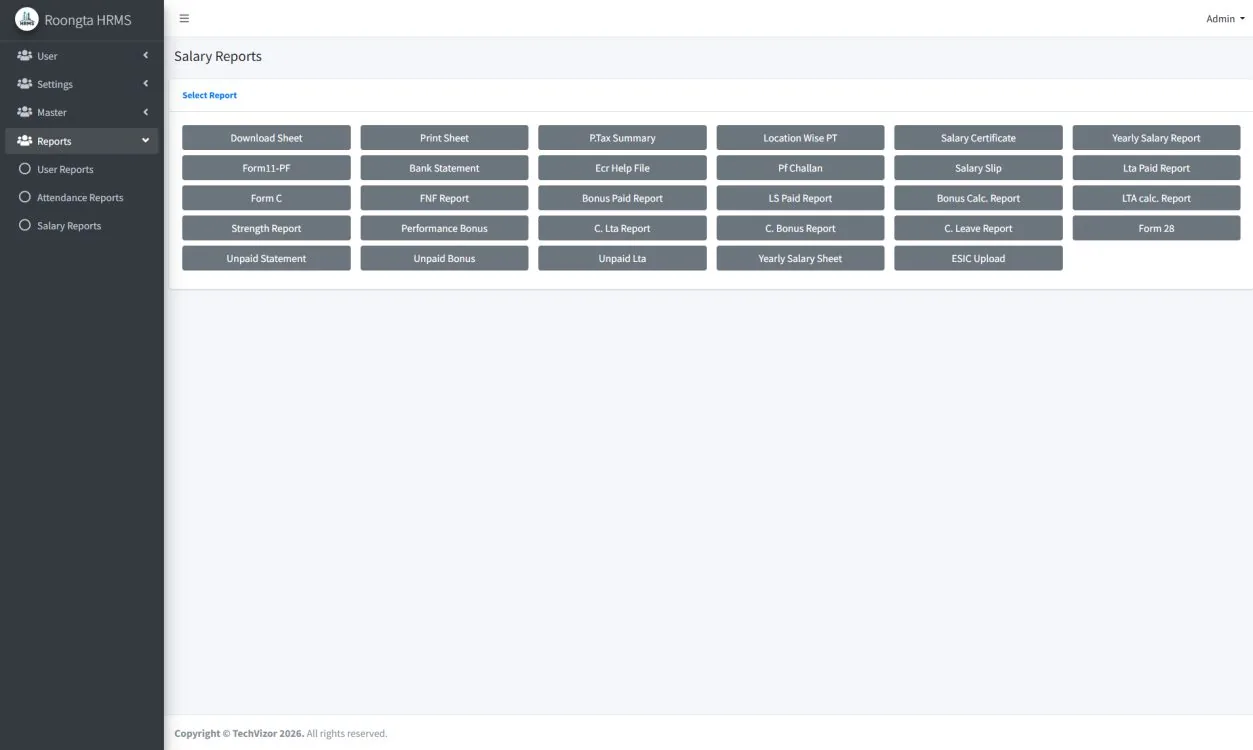 HRMS
Roongta HRMS
Admin
User
Settings
Master
Reports
User Reports
Attendance Reports
Salary Reports
Salary Reports
Select Report
Download Sheet Print Sheet P.Tax Summary Location Wise PT Salary Certificate Yearly Salary Report
Form11-PF Bank Statement Ecr Help File Pf Challan Salary Slip Lta Paid Report
Form C FNF Report Bonus Paid Report LS Paid Report Bonus Calc. Report LTA calc. Report
Strength Report Performance Bonus C. Lta Report C. Bonus Report C. Leave Report Form 28
Unpaid Statement Unpaid Bonus Unpaid Lta Yearly Salary Sheet ESIC Upload
Copyright © TechVizor 2026. All rights reserved.